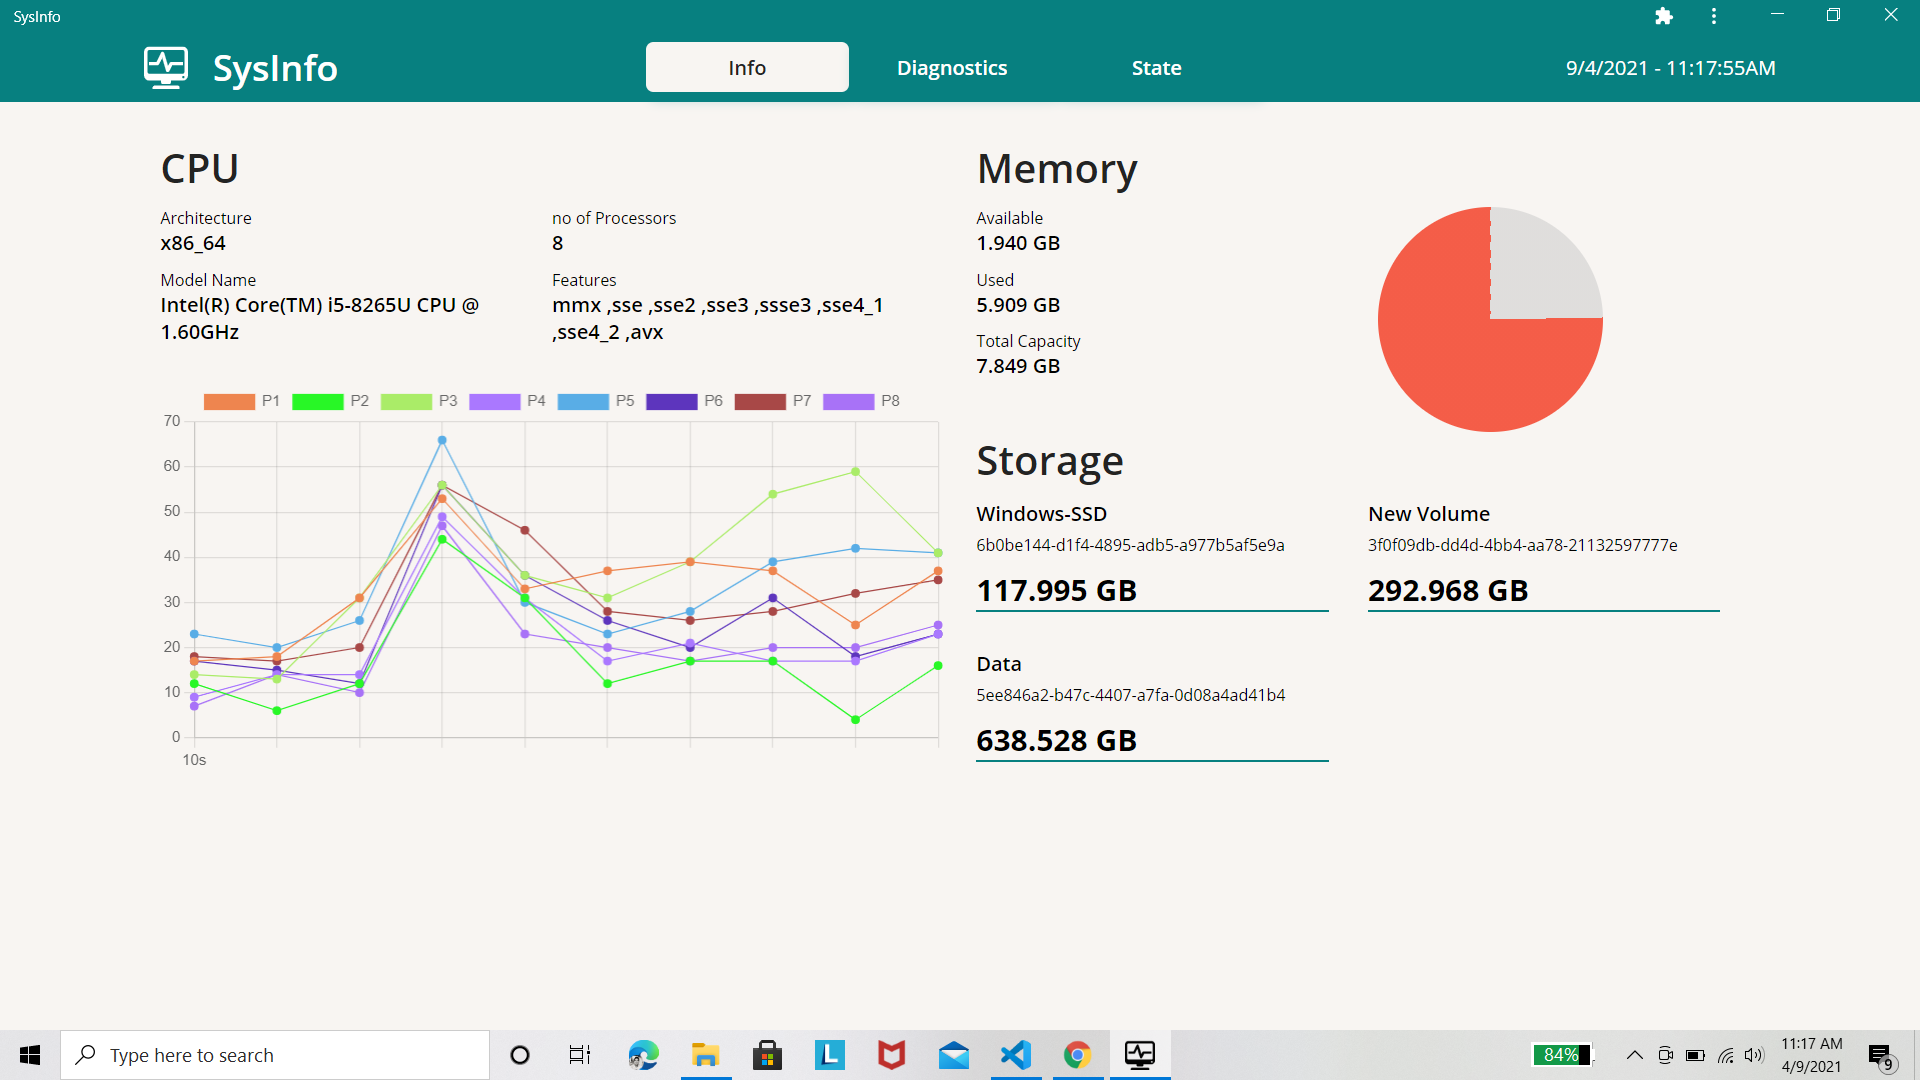 SysInfo
SysInfo
Info
Diagnostics
State
9/4/2021 - 11:17:55AM
CPU
Architecture
x86_64
no of Processors
8
Model Name
Intel(R) Core(TM) i5-8265U CPU @
1.60GHz
Features
mmx ,sse ,sse2 ,sse3 ,ssse3 ,sse4_1
,sse4_2 ,avx
P1 P2 P3 P4 P5 P6 P7 P8
70
60
50
40
30
20
10
0
10s
Memory
Available
1.940 GB
Used
5.909 GB
Total Capacity
7.849 GB
Storage
Windows-SSD
6b0be144-d1f4-4895-adb5-a977b5af5e9a
117.995 GB
New Volume
3f0f09db-dd4d-4bb4-aa78-21132597777e
292.968 GB
Data
5ee846a2-b47c-4407-a7fa-0d08a4ad41b4
638.528 GB
Type here to search
L
84%
11:17 AM
4/9/2021
9